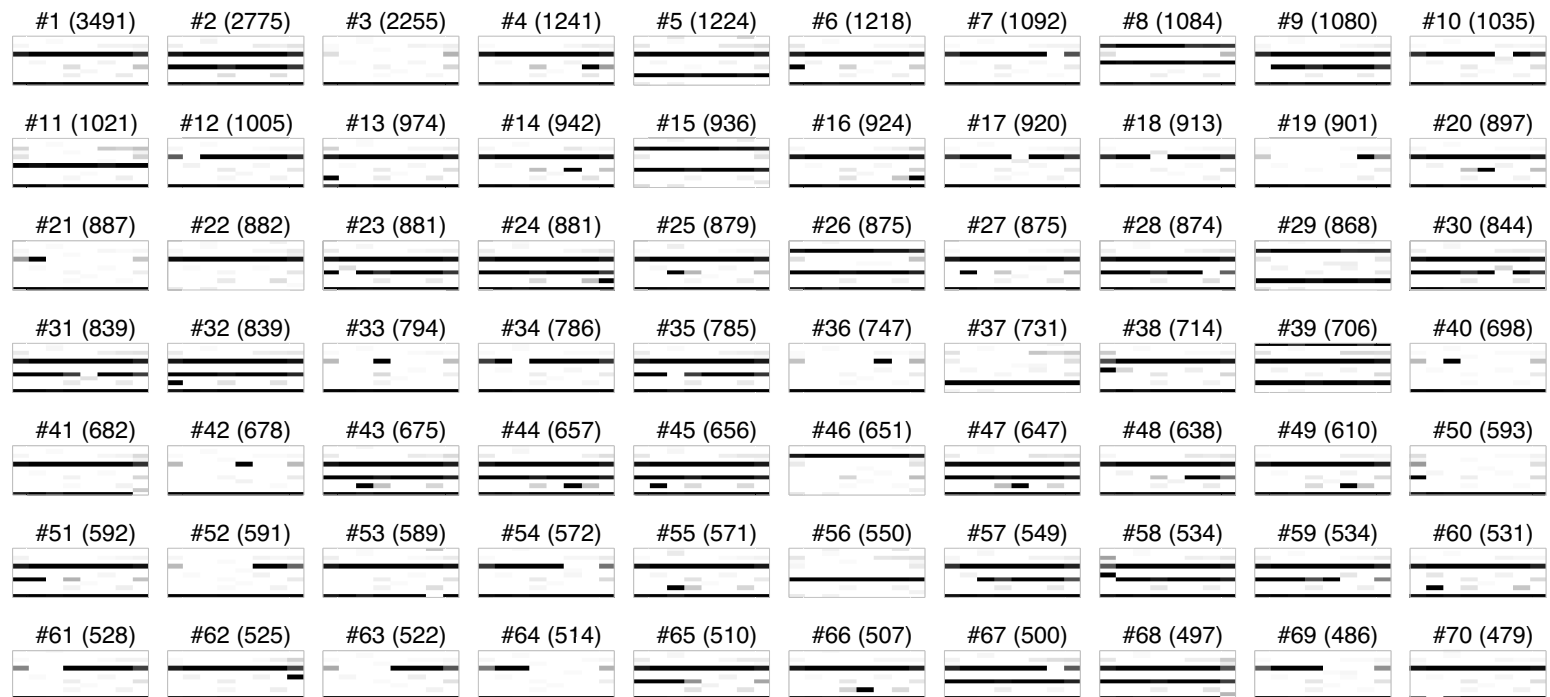 #1 (3491) #2 (2775) #3 (2255) #4 (1241) #5 (1224) #6 (1218) #7 (1092) #8 (1084) #9 (1080) #10 (1035)
#11 (1021) #12 (1005) #13 (974) #14 (942) #15 (936) #16 (924) #17 (920) #18 (913) #19 (901) #20 (897)
#21 (887) #22 (882) #23 (881) #24 (881) #25 (879) #26 (875) #27 (875) #28 (874) #29 (868) #30 (844)
#31 (839) #32 (839) #33 (794) #34 (786) #35 (785) #36 (747) #37 (731) #38 (714) #39 (706) #40 (698)
#41 (682) #42 (678) #43 (675) #44 (657) #45 (656) #46 (651) #47 (647) #48 (638) #49 (610) #50 (593)
#51 (592) #52 (591) #53 (589) #54 (572) #55 (571) #56 (550) #57 (549) #58 (534) #59 (534) #60 (531)
#61 (528) #62 (525) #63 (522) #64 (514) #65 (510) #66 (507) #67 (500) #68 (497) #69 (486) #70 (479)